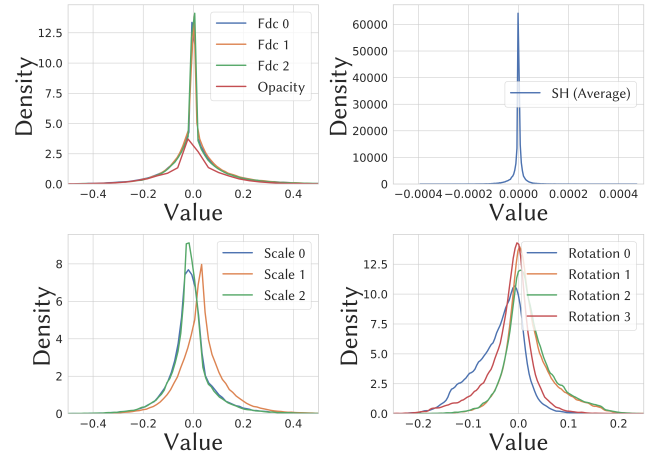 Density
12.5
10.0
7.5
5.0
2.5
0.0
Fdc 0
Fdc 1
Fdc 2
Opacity
−0.4 −0.2 0.0 0.2 0.4
Value
Density
60000
50000
40000
30000
20000
10000
0
SH (Average)
−0.0004 −0.0002 0.0000 0.0002 0.0004
Value
Density
8
6
4
2
0
Scale 0
Scale 1
Scale 2
−0.4 −0.2 0.0 0.2 0.4
Value
Density
12.5
10.0
7.5
5.0
2.5
0.0
Rotation 0
Rotation 1
Rotation 2
Rotation 3
−0.2 −0.1 0.0 0.1 0.2
Value